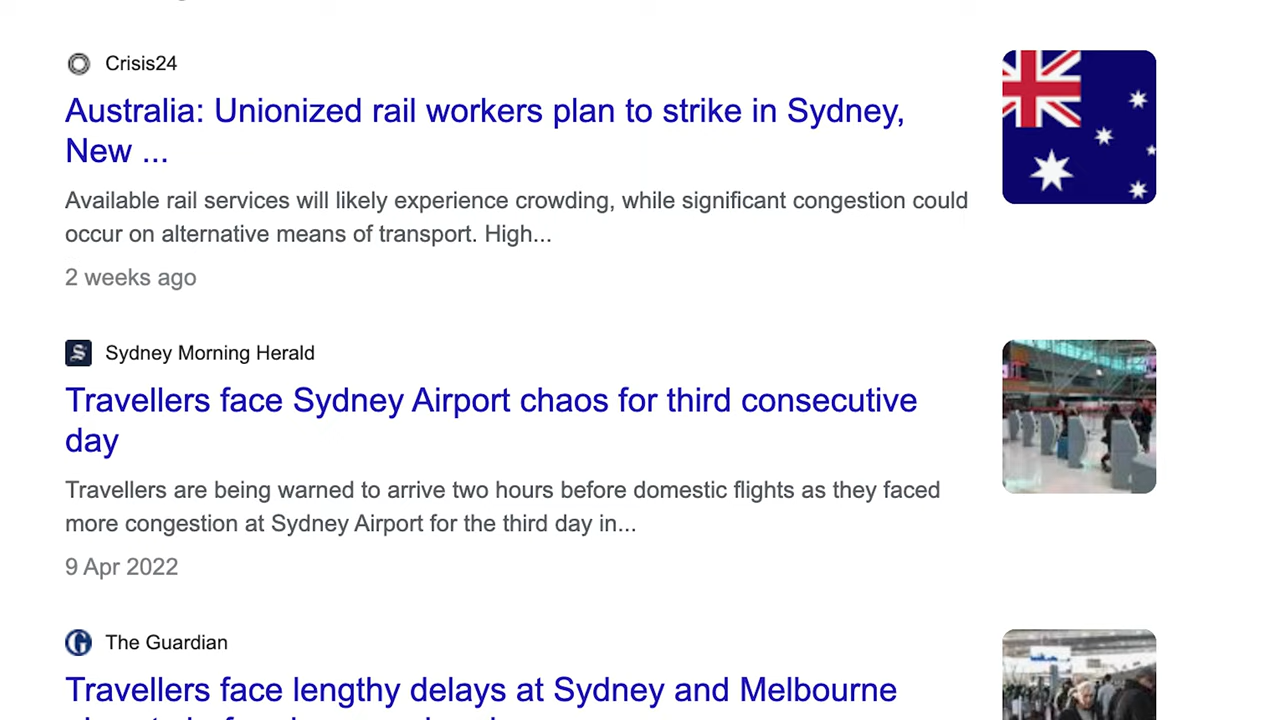 Crisis24
Australia: Unionized rail workers plan to strike in Sydney,
New ...
Available rail services will likely experience crowding, while significant congestion could
occur on alternative means of transport. High...
2 weeks ago
Sydney Morning Herald
Travellers face Sydney Airport chaos for third consecutive
day
Travellers are being warned to arrive two hours before domestic flights as they faced
more congestion at Sydney Airport for the third day in...
9 Apr 2022
The Guardian
Travellers face lengthy delays at Sydney and Melbourne